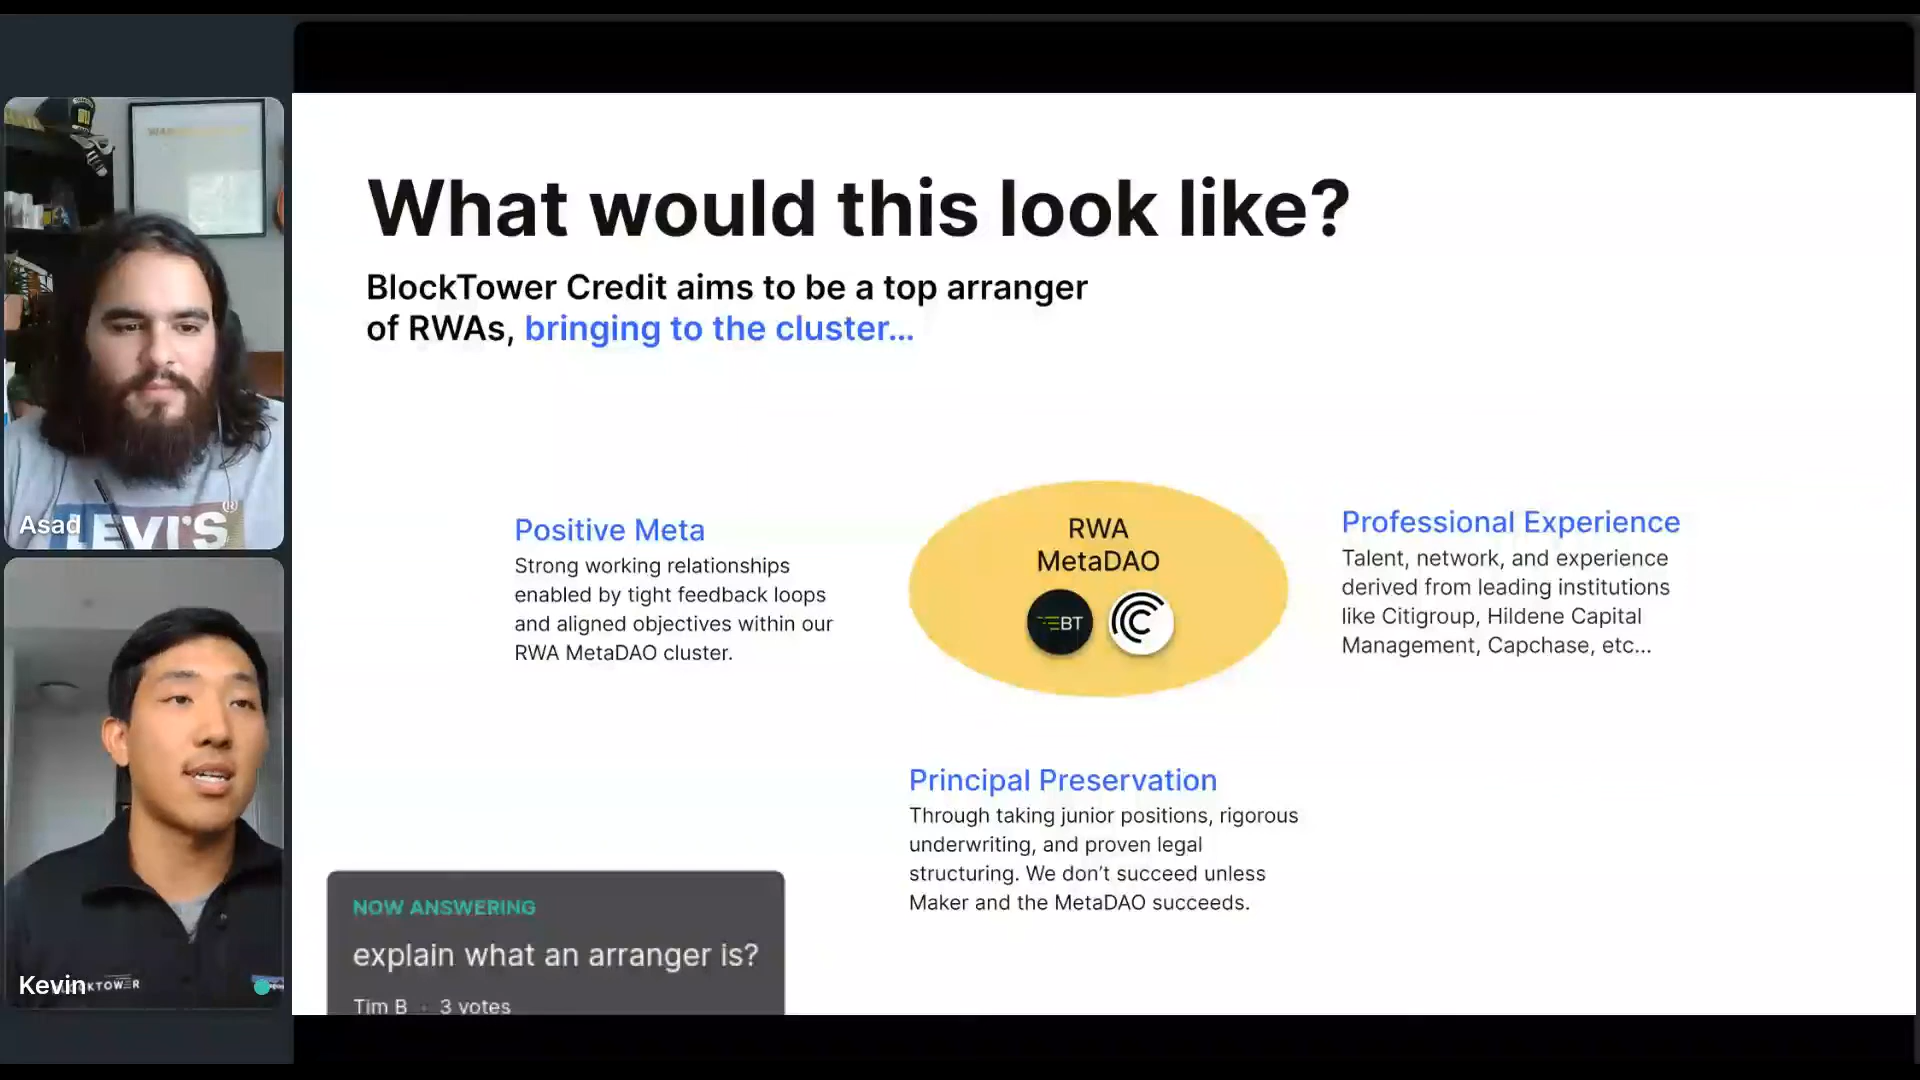 What would this look like?
BlockTower Credit aims to be a top arranger
of RWAs, bringing to the cluster...
Positive Meta
Strong working relationships
enabled by tight feedback loops
and aligned objectives within our
RWA MetaDAO cluster.
RWA
MetaDAO
BT
Professional Experience
Talent, network, and experience
derived from leading institutions
like Citigroup, Hildene Capital
Management, Capchase, etc...
Principal Preservation
Through taking junior positions, rigorous
underwriting, and proven legal
structuring. We don't succeed unless
Maker and the MetaDAO succeeds.
NOW ANSWERING
explain what an arranger is?
Tim B · 3 votes
LEVI'S®
Asad
Kevin